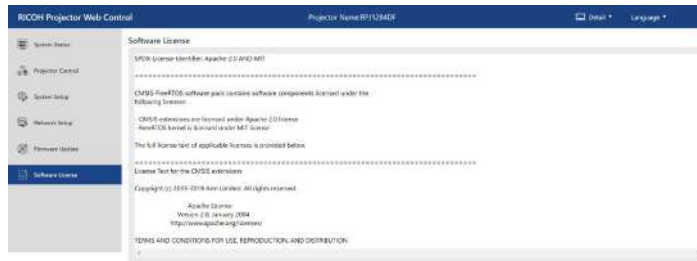 RICOH Projector Web Control
Projector Name:RPJ1284DF
Detail
Language
System Status
Projector Control
System Setup
Network Setup
Firmware Update
Software License
Software License
SPDX-License-Identifier: Apache-2.0 AND MIT
CMSIS-FreeRTOS software pack contains software components licensed under the
following licenses:
- CMSIS extensions are licensed under Apache-2.0 license
- FreeRTOS kernel is licensed under MIT license
The full license text of applicable licenses is provided below.
License Text for the CMSIS extensions:
Copyright (c) 2013-2019 Arm Limited. All rights reserved.
Apache License
Version 2.0, January 2004
http://www.apache.org/licenses/
TERMS AND CONDITIONS FOR USE, REPRODUCTION, AND DISTRIBUTION